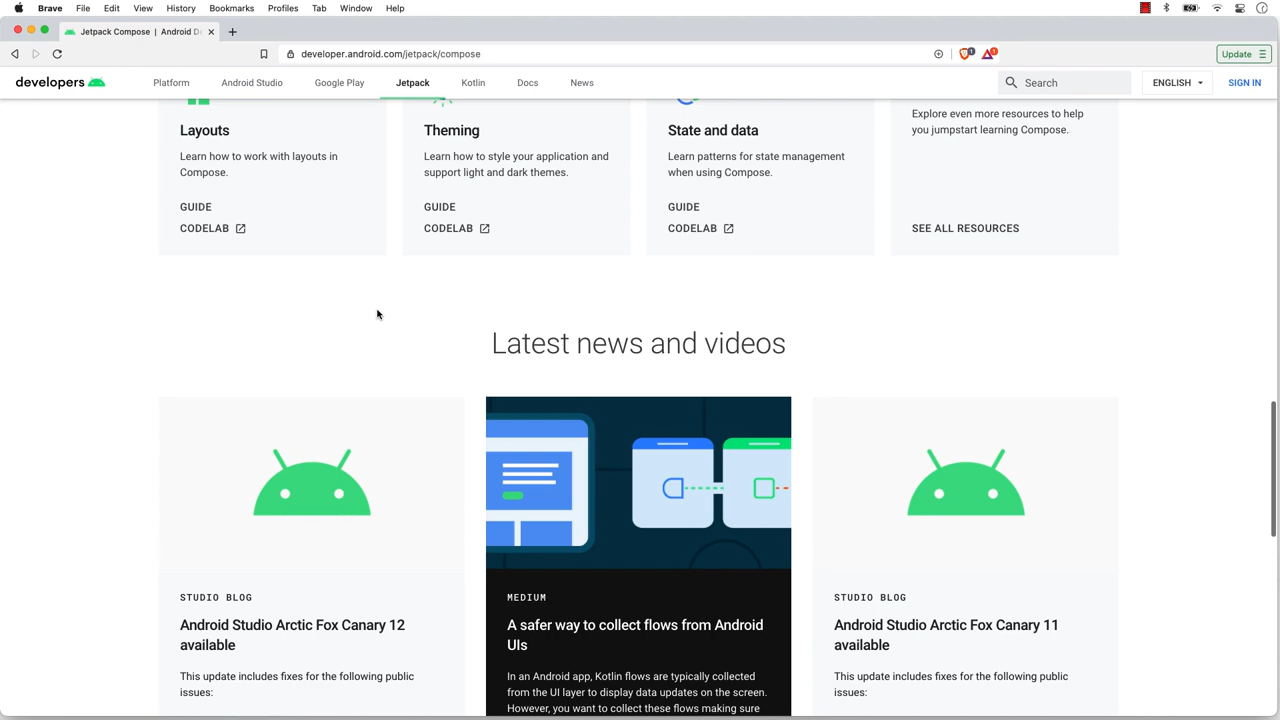 Brave File Edit View History Bookmarks Profiles Tab Window Help
Jetpack Compose | Android De
developer.android.com/jetpack/compose
1
1
Update
developers
Platform Android Studio Google Play Jetpack Kotlin Docs News
Search
ENGLISH
SIGN IN
Layouts
Learn how to work with layouts in
Compose.
GUIDE
CODELAB
Theming
Learn how to style your application and
support light and dark themes.
GUIDE
CODELAB
State and data
Learn patterns for state management
when using Compose.
GUIDE
CODELAB
Explore even more resources to help
you jumpstart learning Compose.
SEE ALL RESOURCES
Latest news and videos
STUDIO BLOG
Android Studio Arctic Fox Canary 12
available
This update includes fixes for the following public
issues:
MEDIUM
A safer way to collect flows from Android
UIs
In an Android app, Kotlin flows are typically collected
from the UI layer to display data updates on the screen.
However, you want to collect these flows making sure
STUDIO BLOG
Android Studio Arctic Fox Canary 11
available
This update includes fixes for the following public
issues: